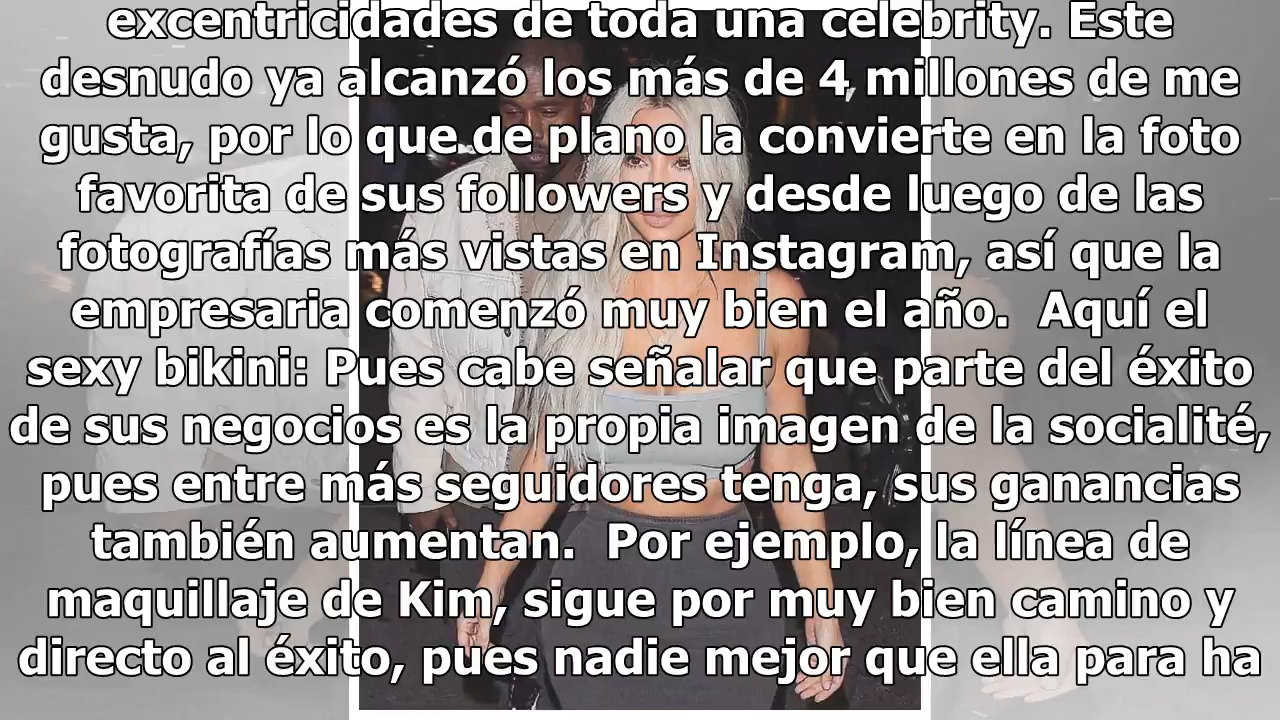 excentricidades de toda una celebrity. Este
desnudo ya alcanzó los más de 4, millones de me
gusta, por lo que de plano la convierte en la foto
favorita de sus followers y desde luego de las
fotografías más vistas en Instagram, así que la
empresaria comenzó muy bien el año.  Aquí el
sexy bikini: Pues cabe señalar que parte del éxito
de sus negocios es la propia imagen de la socialité,
pues entre más seguidores tenga, sus ganancias
también aumentan.  Por ejemplo, la línea de
maquillaje de Kim, sigue por muy bien camino y
directo al éxito, pues nadie mejor que ella para ha